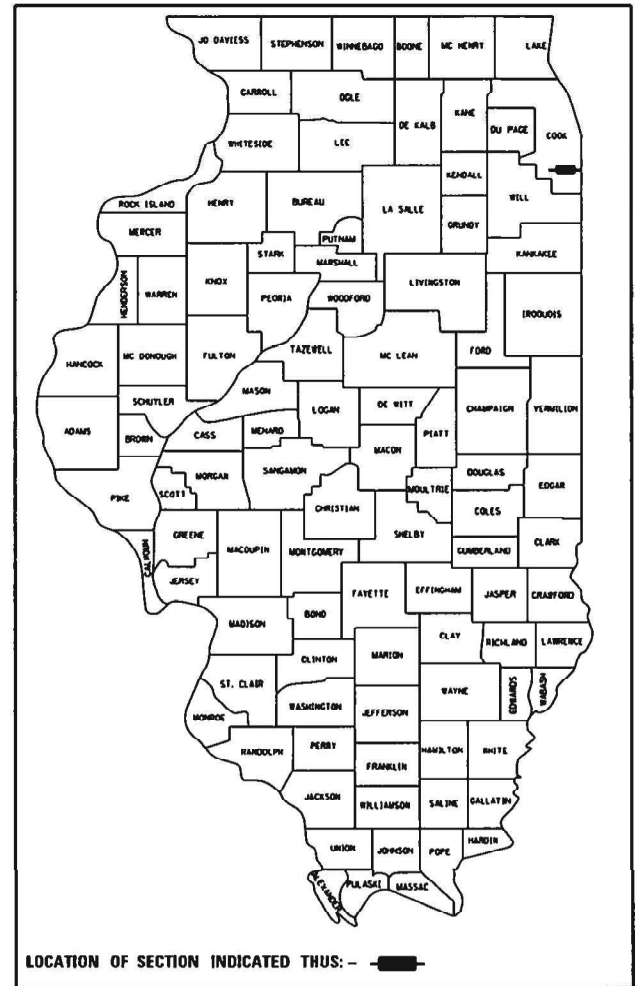 JO DAVIESS STEPHENSON WINNEBAGO BOONE MC HENRY LAKE
CARROLL OGLE DE KALB KANE DU PAGE COOK
WHITESIDE LEE KENDALL WILL
ROCK ISLAND HENRY BUREAU LA SALLE GRUNDY
MERCER STARK PUTNAM MARSHALL KANKAKEE
HENDERSON WARREN KNOX PEORIA WOODFORD LIVINGSTON IROQUOIS
HANCOCK MC DONOUGH FULTON TAZEWELL MC LEAN FORD
SCHUYLER MASON LOGAN DE WITT CHAMPAIGN VERMILION
ADAMS BROWN CASS MENARD MACON PIATT
PIKE SCOTT MORGAN SANGAMON CHRISTIAN MOULTRIE DOUGLAS EDGAR
CALHOUN GREENE MACOUPIN MONTGOMERY SHELBY COLES CUMBERLAND CLARK
JERSEY FAYETTE EFFINGHAM JASPER CRAWFORD
MADISON BOND CLAY RICHLAND LAWRENCE
ST. CLAIR CLINTON MARION WAYNE EDWARDS WABASH
MONROE WASHINGTON JEFFERSON
RANDOLPH PERRY FRANKLIN HAMILTON WHITE
JACKSON WILLIAMSON SALINE GALLATIN
UNION JOHNSON POPE HARDIN
ALEXANDER PULASKI MASSAC
LOCATION OF SECTION INDICATED THUS: -